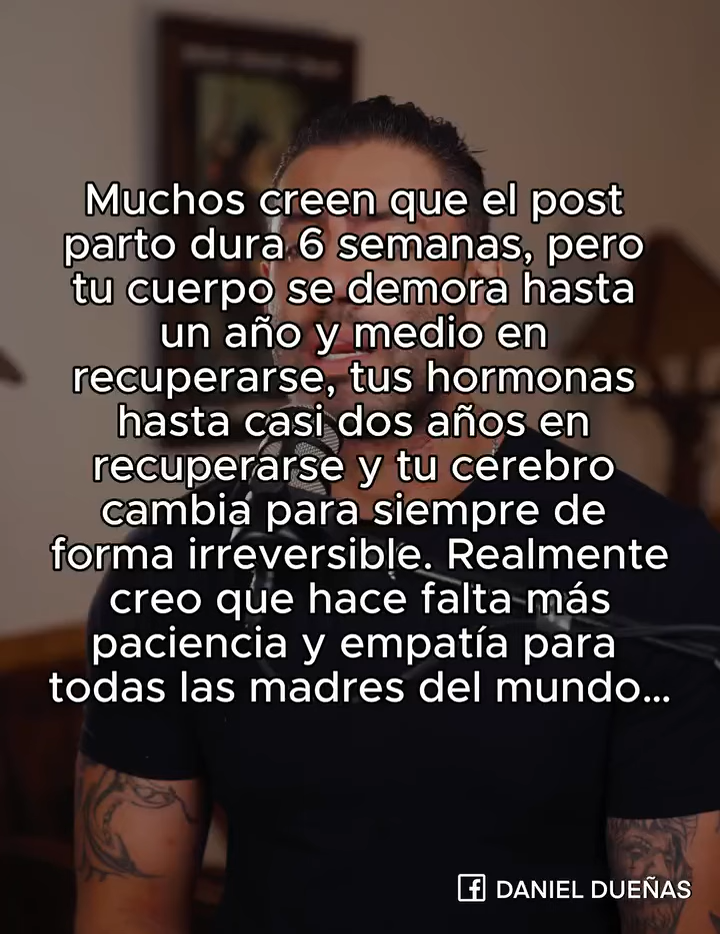 Muchos creen que el post
parto dura 6 semanas, pero
tu cuerpo se demora hasta
un año y medio en
recuperarse, tus hormonas
hasta casi dos años en
recuperarse y tu cerebro
cambia para siempre de
forma irreversible. Realmente
creo que hace falta más
paciencia y empatía para
todas las madres del mundo...
DANIEL DUEÑAS